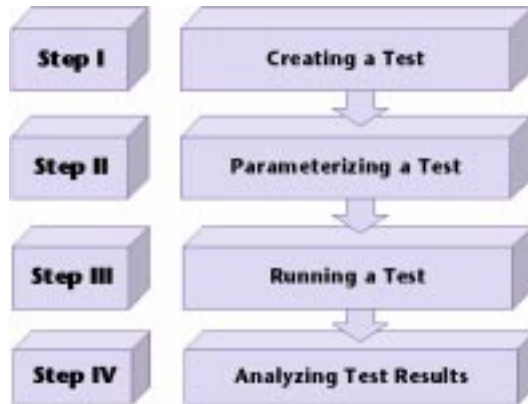 Step I
Creating a Test
Step II
Parameterizing a Test
Step III
Running a Test
Step IV
Analyzing Test Results